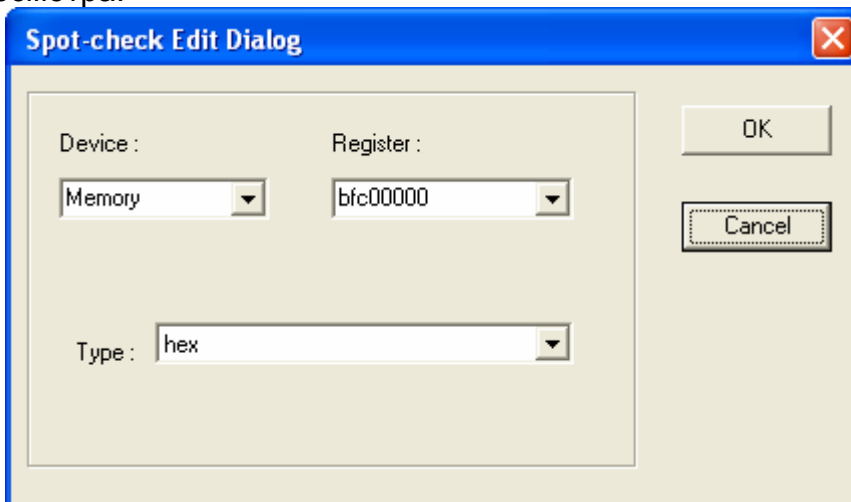 Spot-check Edit Dialog
Device : Register :
OK
Memory bfc00000
Cancel
Type : hex